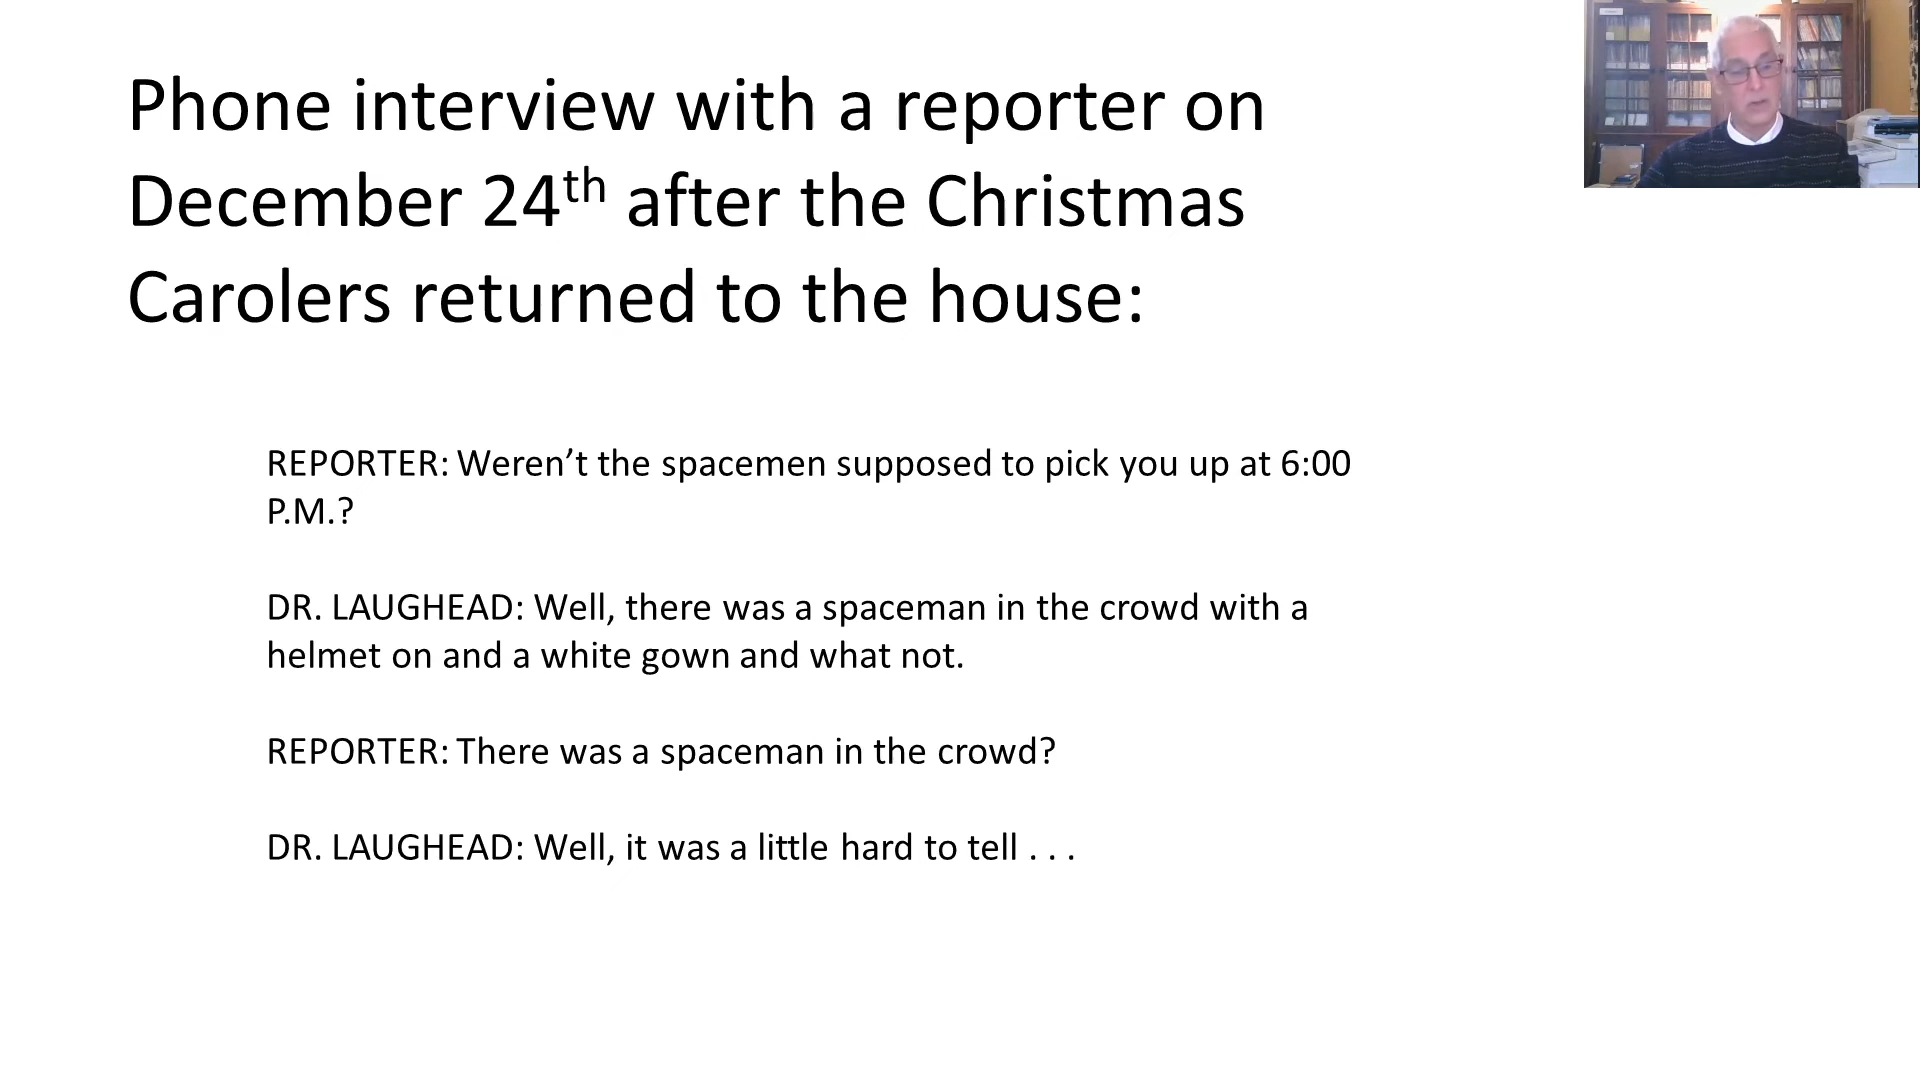 Phone interview with a reporter on
December 24th after the Christmas
Carolers returned to the house:
REPORTER: Weren’t the spacemen supposed to pick you up at 6:00
P.M.?
DR. LAUGHEAD: Well, there was a spaceman in the crowd with a
helmet on and a white gown and what not.
REPORTER: There was a spaceman in the crowd?
DR. LAUGHEAD: Well, it was a little hard to tell . . .